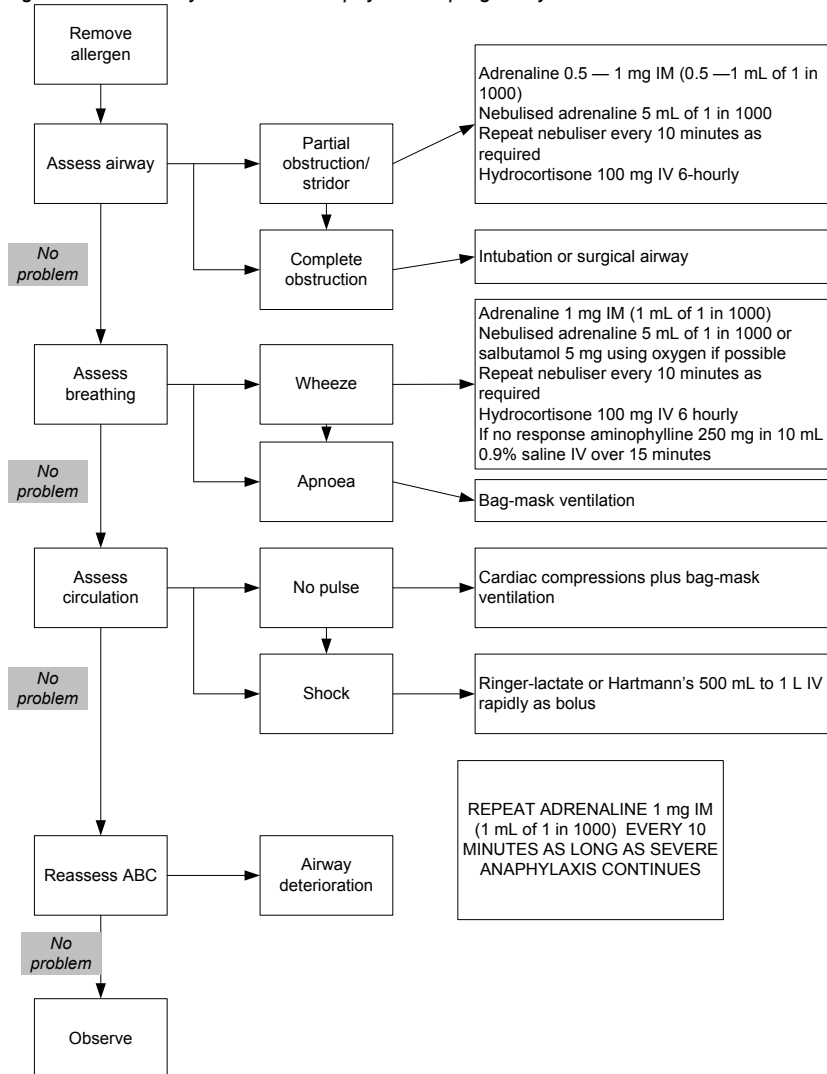 Remove
allergen
Adrenaline 0.5 — 1 mg IM (0.5 —1 mL of 1 in
1000)
Nebulised adrenaline 5 mL of 1 in 1000
Repeat nebuliser every 10 minutes as
required
Hydrocortisone 100 mg IV 6-hourly
Assess airway
Partial
obstruction/
stridor
No
problem
Complete
obstruction
Intubation or surgical airway
Assess
breathing
Wheeze
Adrenaline 1 mg IM (1 mL of 1 in 1000)
Nebulised adrenaline 5 mL of 1 in 1000 or
salbutamol 5 mg using oxygen if possible
Repeat nebuliser every 10 minutes as
required
Hydrocortisone 100 mg IV 6 hourly
If no response aminophylline 250 mg in 10 mL
0.9% saline IV over 15 minutes
No
problem
Apnoea
Bag-mask ventilation
Assess
circulation
No pulse
Cardiac compressions plus bag-mask
ventilation
No
problem
Shock
Ringer-lactate or Hartmann's 500 mL to 1 L IV
rapidly as bolus
REPEAT ADRENALINE 1 mg IM
(1 mL of 1 in 1000) EVERY 10
MINUTES AS LONG AS SEVERE
ANAPHYLAXIS CONTINUES
Reassess ABC
Airway
deterioration
No
problem
Observe